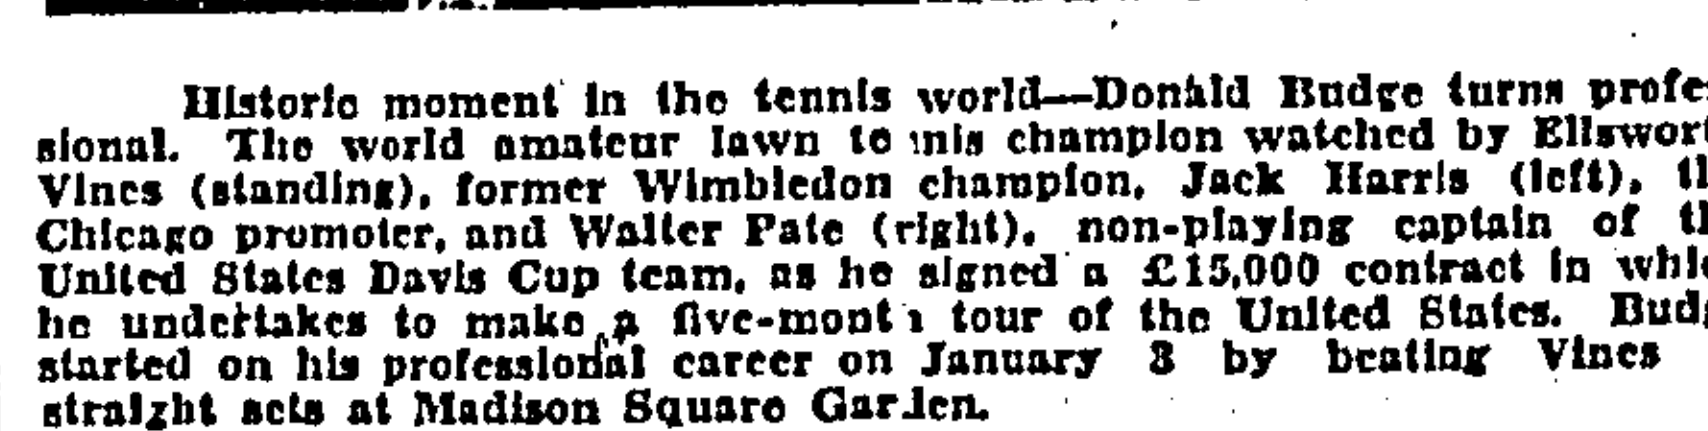 Historic moment in the tennis world—Donald Budge turns profes
sional. The world amateur lawn tennis champion watched by Ellswort
Vines (standing), former Wimbledon champion, Jack Harris (left), th
Chicago promoter, and Walter Pate (right), non-playing captain of th
United States Davis Cup team, as he signed a £15,000 contract in whic
he undertakes to make a five-month tour of the United States. Budg
started on his professional career on January 3 by beating Vines
straight sets at Madison Square Garden.